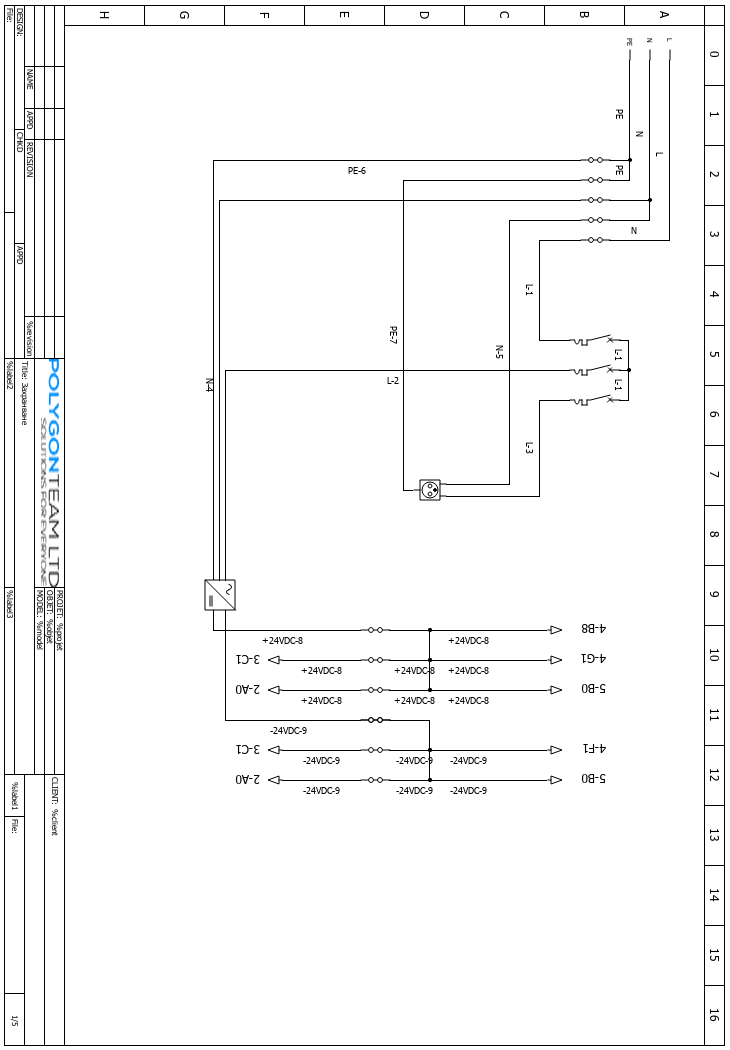 0
1
2
3
4
5
6
7
8
9
10
11
12
13
14
15
16
A
B
C
D
E
F
G
H
L
N
PE
L
N
PE
PE
N
PE-6
L-1
PE-7
N-5
L-1
L-1
L-2
N-4
L-3
4-B8
+24VDC-8
+24VDC-8
4-G1
3-C1
+24VDC-8
+24VDC-8
+24VDC-8
5-B0
2-A0
+24VDC-8
+24VDC-8
+24VDC-8
-24VDC-9
4-F1
3-C1
-24VDC-9
-24VDC-9
-24VDC-9
5-B0
2-A0
-24VDC-9
-24VDC-9
-24VDC-9
NAME
APPD
REVISION
%revision
DESIGN:
CHKD
APPD
File:
POLYGONTEAM LTD
SOLUTIONS FOR EVERYONE
Title: Захранване
%label2
PROJET: %projet
OBJET: %objet
MODEL: %model
%label3
CLIENT: %client
%label1
File:
1/5